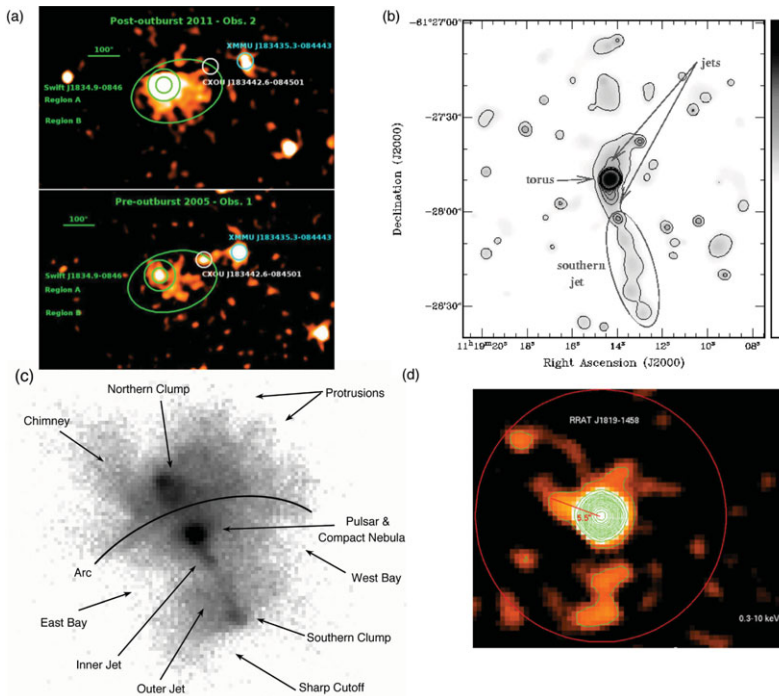 (a)
Post-outburst 2011 - Obs. 2
100"
XMMU J183435.3-084443
CXOU J183442.6-084501
Swift J1834.9-0846
Region A
Region B
Pre-outburst 2005 - Obs. 1
100"
XMMU J183435.3-084443
CXOU J183442.6-084501
Swift J1834.9-0846
Region A
Region B
(b)
Declination (J2000)
-61°27'00"
-27'30"
-28'00"
-28'30"
jets
torus
southern
jet
11h19m20s
18s
16s
14s
12s
10s
08s
Right Ascension (J2000)
(c)
Northern Clump
Protrusions
Chimney
Pulsar &
Compact Nebula
Arc
West Bay
East Bay
Southern Clump
Inner Jet
Outer Jet
Sharp Cutoff
(d)
RRAT J1819-1458
5.5"
0.3-10 keV